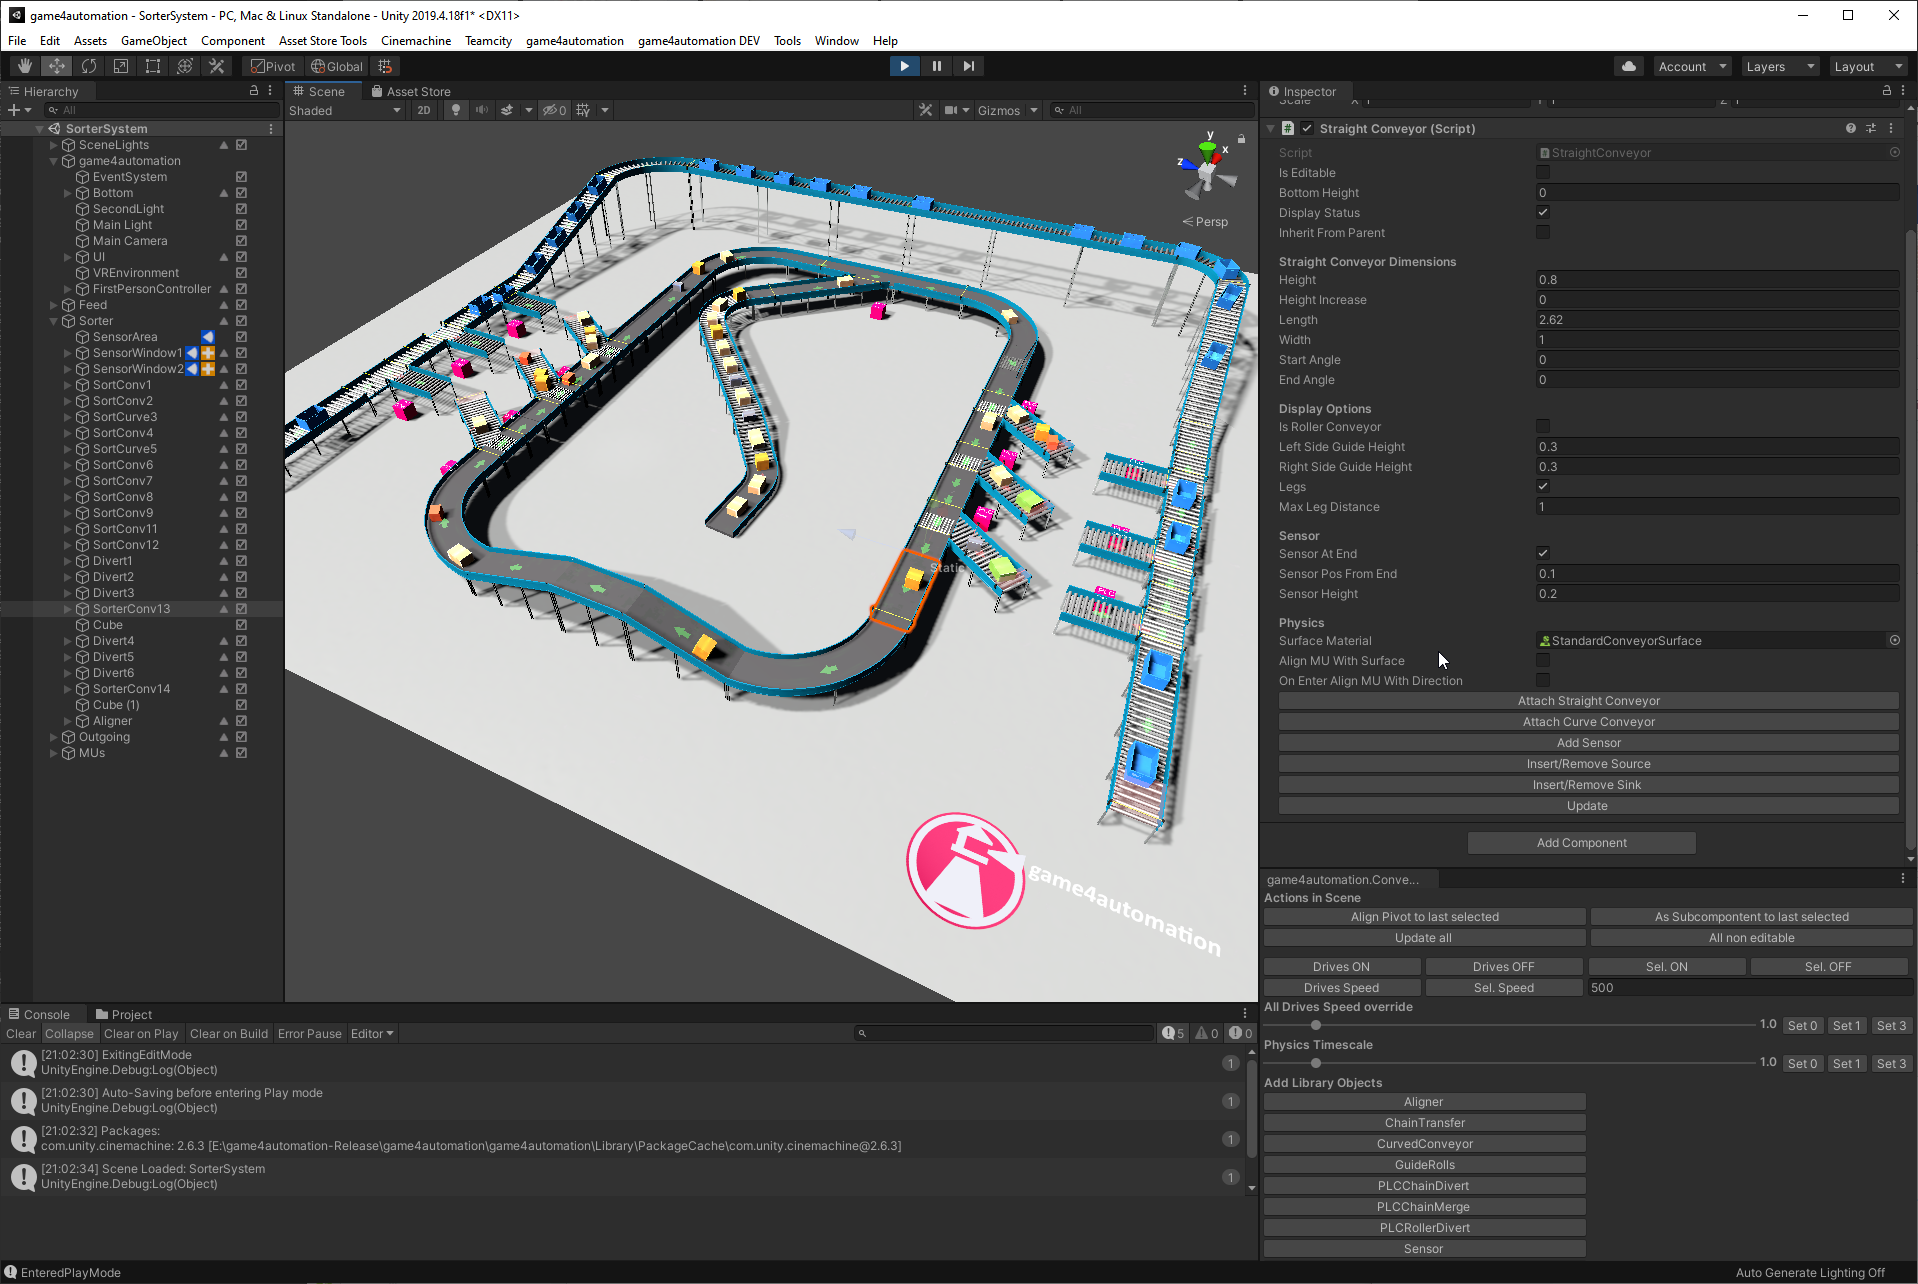 game4automation - SorterSystem - PC, Mac & Linux Standalone - Unity 2019.4.18f1* <DX11>
File Edit Assets GameObject Component Asset Store Tools Cinemachine Teamcity game4automation game4automation DEV Tools Window Help
Pivot Global Account Layers Layout
Hierarchy
All
SorterSystem
SceneLights
game4automation
EventSystem
Bottom
SecondLight
Main Light
Main Camera
UI
VREnvironment
FirstPersonController
Feed
Sorter
SensorArea
SensorWindow1
SensorWindow2
SortConv1
SortConv2
SortCurve3
SortConv4
SortCurve5
SortConv6
SortConv7
SortConv8
SortConv9
SortConv11
SortConv12
Divert1
Divert2
Divert3
SorterConv13
Cube
Divert4
Divert5
Divert6
SorterConv14
Cube (1)
Aligner
Outgoing
MUs
Scene Asset Store
Shaded 2D 0 Gizmos All
y
x
z
Persp
Static
game4automation
Inspector
Scale X 1 Y 1 Z 1
Straight Conveyor (Script)
Script StraightConveyor
Is Editable
Bottom Height 0
Display Status
Inherit From Parent
Straight Conveyor Dimensions
Height 0.8
Height Increase 0
Length 2.62
Width 1
Start Angle 0
End Angle 0
Display Options
Is Roller Conveyor
Left Side Guide Height 0.3
Right Side Guide Height 0.3
Legs
Max Leg Distance 1
Sensor
Sensor At End
Sensor Pos From End 0.1
Sensor Height 0.2
Physics
Surface Material StandardConveyorSurface
Align MU With Surface
On Enter Align MU With Direction
Attach Straight Conveyor
Attach Curve Conveyor
Add Sensor
Insert/Remove Source
Insert/Remove Sink
Update
Add Component
game4automation.Conve...
Actions in Scene
Align Pivot to last selected As Subcompontent to last selected
Update all All non editable
Drives ON Drives OFF Sel. ON Sel. OFF
Drives Speed Sel. Speed 500
All Drives Speed override
1.0 Set 0 Set 1 Set 3
Physics Timescale
1.0 Set 0 Set 1 Set 3
Add Library Objects
Aligner
ChainTransfer
CurvedConveyor
GuideRolls
PLCChainDivert
PLCChainMerge
PLCRollerDivert
Sensor
Console Project
Clear Collapse Clear on Play Clear on Build Error Pause Editor 5 0 0
[21:02:30] ExitingEditMode
UnityEngine.Debug:Log(Object)
1
[21:02:30] Auto-Saving before entering Play mode
UnityEngine.Debug:Log(Object)
1
[21:02:32] Packages:
com.unity.cinemachine: 2.6.3 [E:\game4automation-Release\game4automation\game4automation\Library\PackageCache\com.unity.cinemachine@2.6.3]
1
[21:02:34] Scene Loaded: SorterSystem
UnityEngine.Debug:Log(Object)
1
EnteredPlayMode
Auto Generate Lighting Off